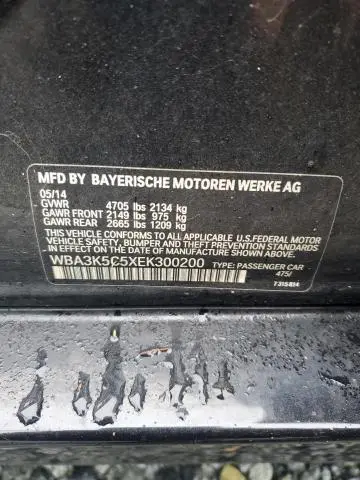 MFD BY BAYERISCHE MOTOREN WERKE AG
05/14
GVWR 4705 lbs 2134 kg
GAWR FRONT 2149 lbs 975 kg
GAWR REAR 2665 lbs 1209 kg
THIS VEHICLE CONFORMS TO ALL APPLICABLE U.S.FEDERAL MOTOR
VEHICLE SAFETY, BUMPER AND THEFT PREVENTION STANDARDS
IN EFFECT ON THE DATE OF MANUFACTURE SHOWN ABOVE.
WBA3K5C5XEK300200 TYPE: PASSENGER CAR
475/
7315814